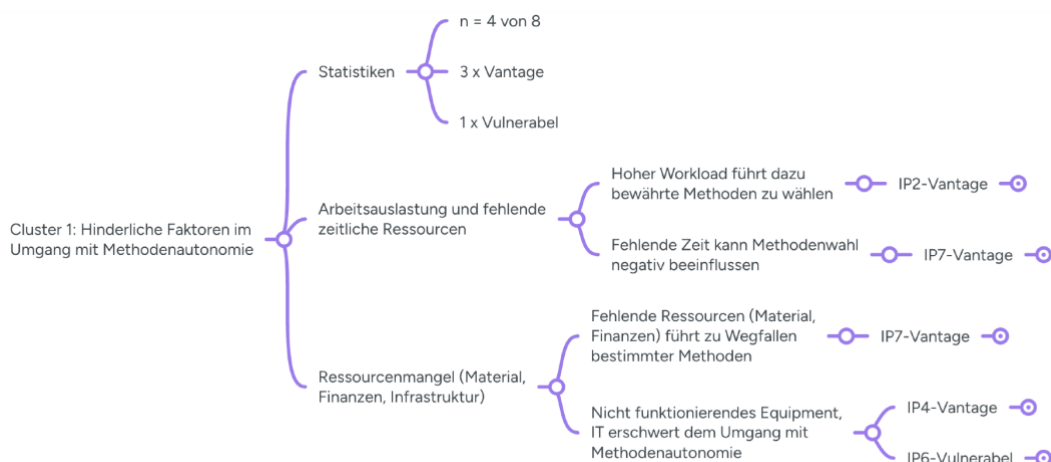 Cluster 1: Hinderliche Faktoren im
Umgang mit Methodenautonomie
Statistiken
n = 4 von 8
3 x Vantage
1 x Vulnerabel
Arbeitsauslastung und fehlende
zeitliche Ressourcen
Hoher Workload führt dazu
bewährte Methoden zu wählen
IP2-Vantage
Fehlende Zeit kann Methodenwahl
negativ beeinflussen
IP7-Vantage
Ressourcenmangel (Material,
Finanzen, Infrastruktur)
Fehlende Ressourcen (Material,
Finanzen) führt zu Wegfallen
bestimmter Methoden
IP7-Vantage
Nicht funktionierendes Equipment,
IT erschwert dem Umgang mit
Methodenautonomie
IP4-Vantage
IP6-Vulnerabel